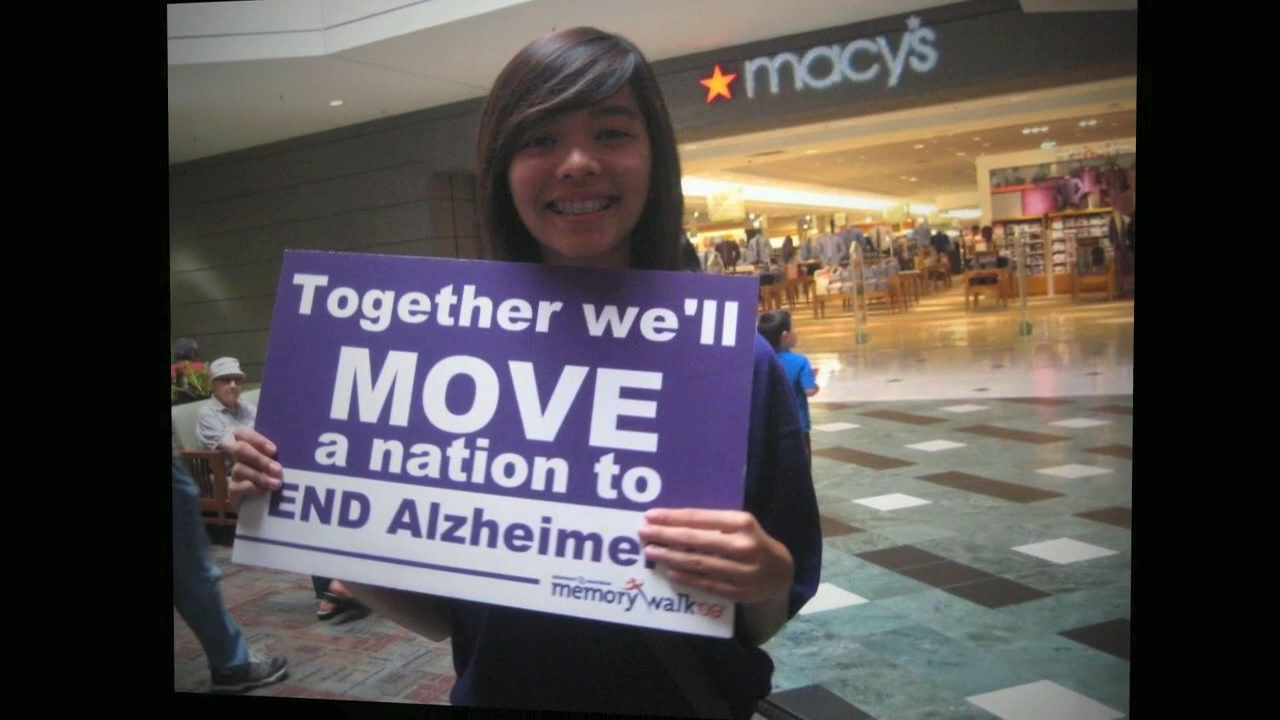 macy's
Together we'll
MOVE
a nation to
END Alzheime
memory walk